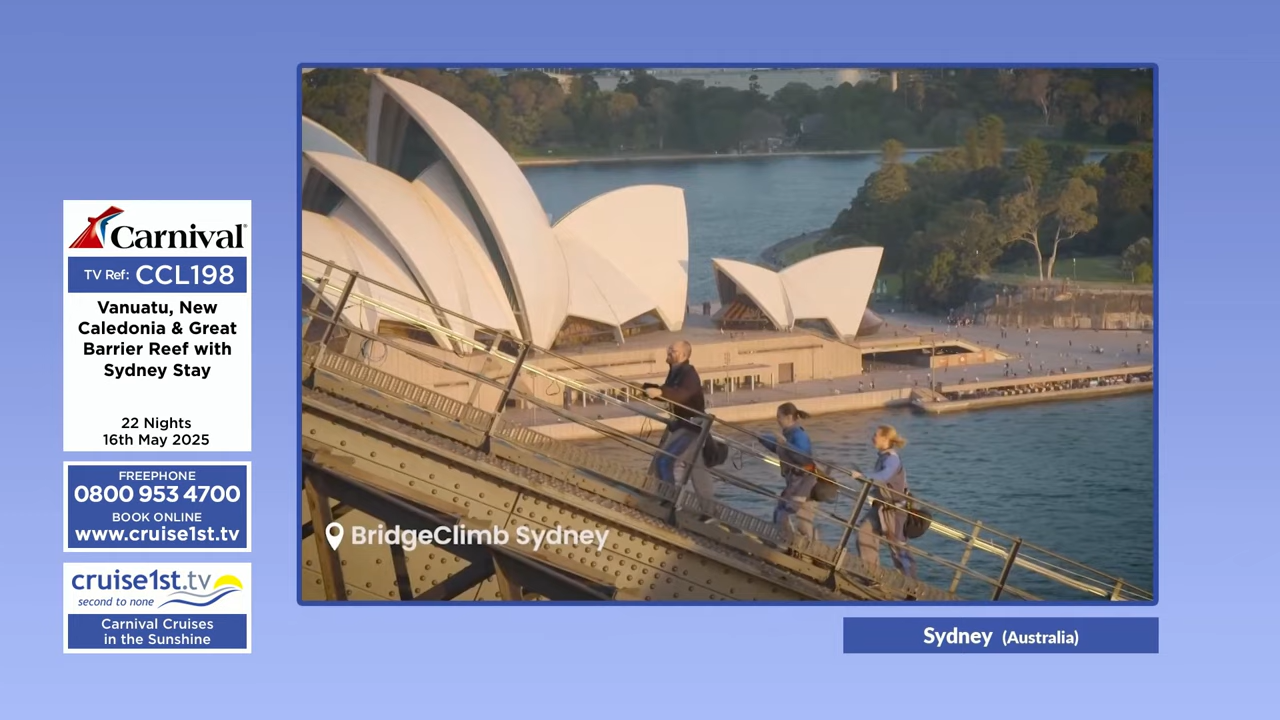 Carnival
TV Ref: CCL198
Vanuatu, New
Caledonia & Great
Barrier Reef with
Sydney Stay
22 Nights
16th May 2025
FREEPHONE
0800 953 4700
BOOK ONLINE
www.cruise1st.tv
cruise1st.tv
second to none
Carnival Cruises
in the Sunshine
BridgeClimb Sydney
Sydney (Australia)